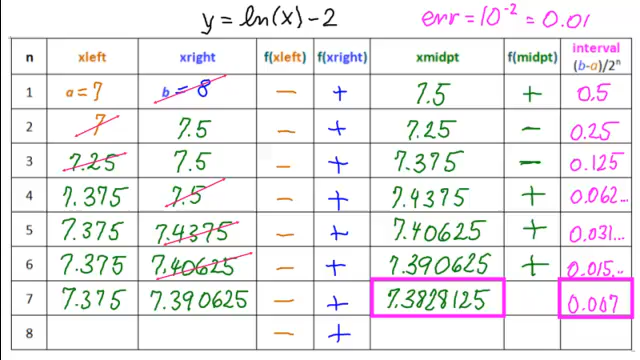 y = ln(x) - 2 err = 10⁻² = 0.01
n xleft xright f(xleft) f(xright) xmidpt f(midpt) interval (b-a)/2ⁿ
1 a = 7 b = 8 - + 7.5 + 0.5
2 7 7.5 - + 7.25 - 0.25
3 7.25 7.5 - + 7.375 - 0.125
4 7.375 7.5 - + 7.4375 + 0.062...
5 7.375 7.4375 - + 7.40625 + 0.031...
6 7.375 7.40625 - + 7.390625 + 0.015...
7 7.375 7.390625 - + 7.3828125 0.007
8 - +